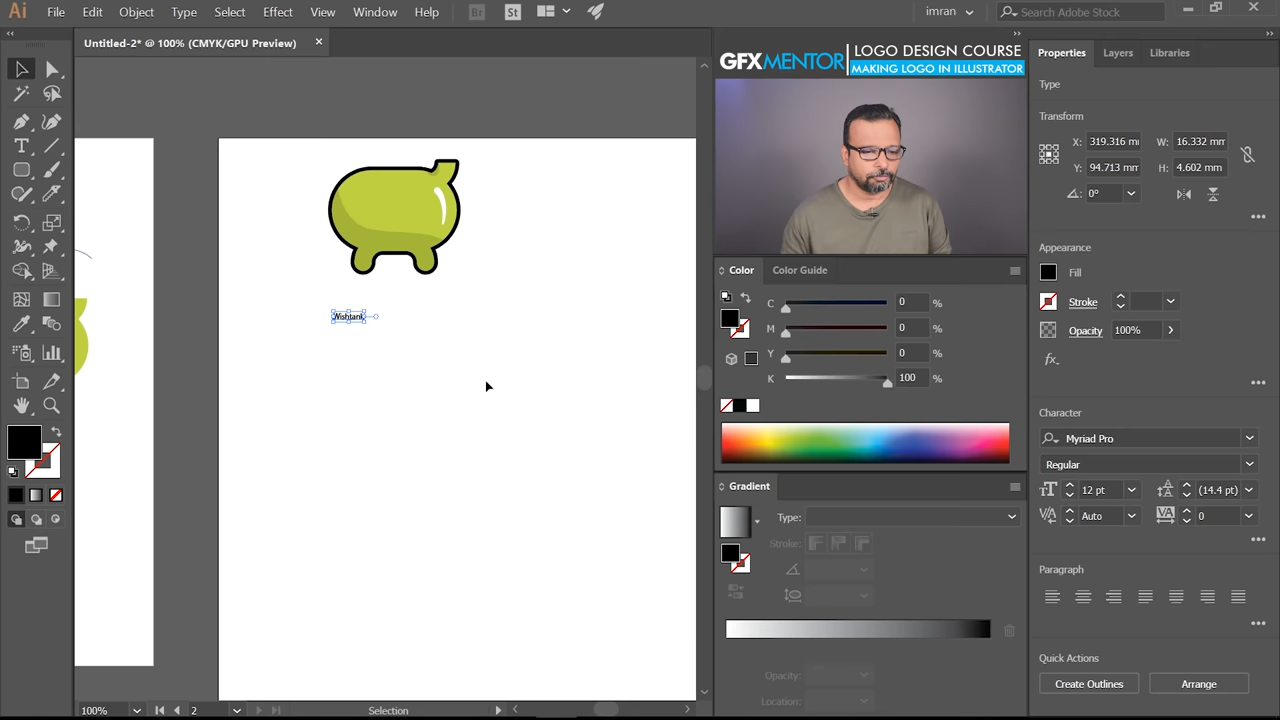 Ai File Edit Object Type Select Effect View Window Help Br St imran Search Adobe Stock
Untitled-2* @ 100% (CMYK/GPU Preview) ×
GFXMENTOR LOGO DESIGN COURSE
MAKING LOGO IN ILLUSTRATOR
Properties Layers Libraries
Type
Transform
X: 319.316 m W: 16.332 mm
Y: 94.713 mm H: 4.602 mm
0°
Appearance
Fill
Stroke
Opacity 100%
fx.
Wishtank
Color Color Guide
C 0 %
M 0 %
Y 0 %
K 100 %
Character
Myriad Pro
Regular
12 pt (14.4 pt)
Auto 0
Gradient
Type:
Stroke:
Opacity:
Location:
Paragraph
Quick Actions
Create Outlines Arrange
100% 2 Selection